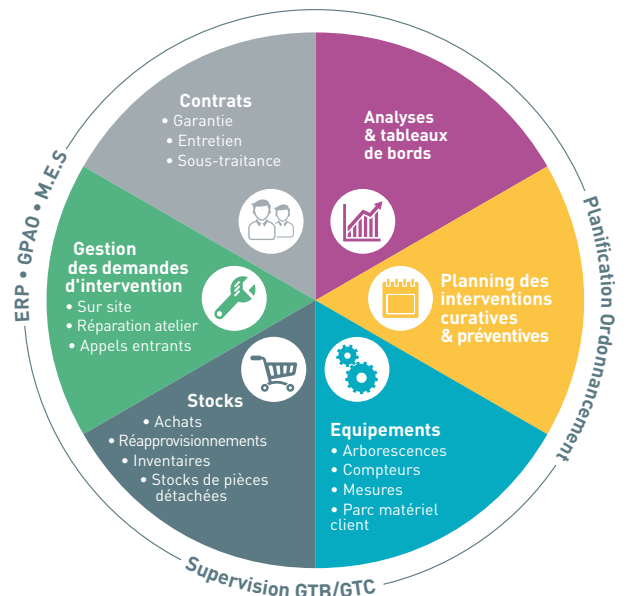 Contrats
• Garantie
• Entretien
• Sous-traitance
Analyses
& tableaux
de bords
Planning des
interventions
curatives
& préventives
Equipements
• Arborescences
• Compteurs
• Mesures
• Parc matériel
client
Stocks
• Achats
• Réapprovisionnements
• Inventaires
• Stocks de pièces
détachées
Gestion
des demandes
d'intervention
• Sur site
• Réparation atelier
• Appels entrants
ERP • GPAO • M.E.S
Planification Ordonnancement
Supervision GTB/GTC